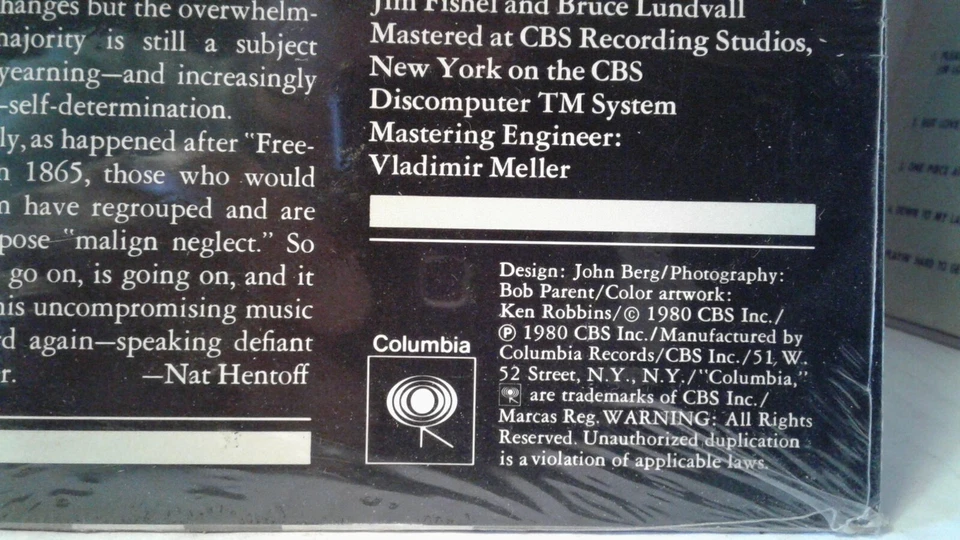 hanges but the overwhelm-
majority is still a subject
yearning—and increasingly
-self-determination.
ly, as happened after "Free-
n 1865, those who would
n have regrouped and are
pose "malign neglect." So
go on, is going on, and it
his uncompromising music
d again—speaking defiant
r. —Nat Hentoff
Jim Fishel and Bruce Lundvall
Mastered at CBS Recording Studios,
New York on the CBS
Discomputer TM System
Mastering Engineer:
Vladimir Meller
Columbia
Design: John Berg/Photography:
Bob Parent/Color artwork:
Ken Robbins/© 1980 CBS Inc./
℗ 1980 CBS Inc./Manufactured by
Columbia Records/CBS Inc./51 W.
52 Street, N.Y., N.Y./"Columbia,"
are trademarks of CBS Inc./
Marcas Reg. WARNING: All Rights
Reserved. Unauthorized duplication
is a violation of applicable laws.